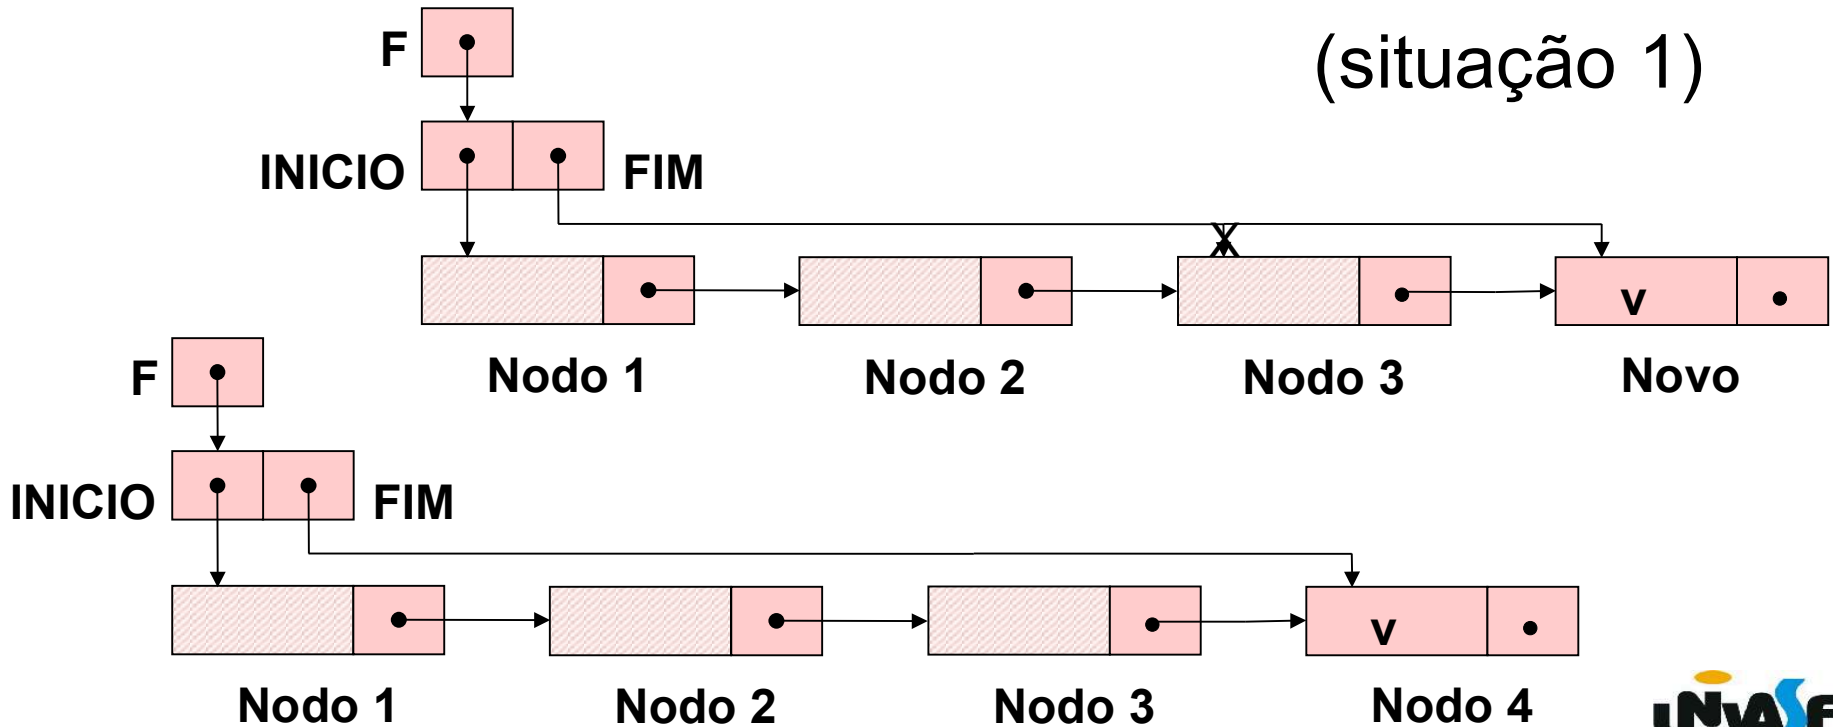 (situação 1)
F
INICIO FIM
X
v
Nodo 1 Nodo 2 Nodo 3 Novo
F
INICIO FIM
v
Nodo 1 Nodo 2 Nodo 3 Nodo 4